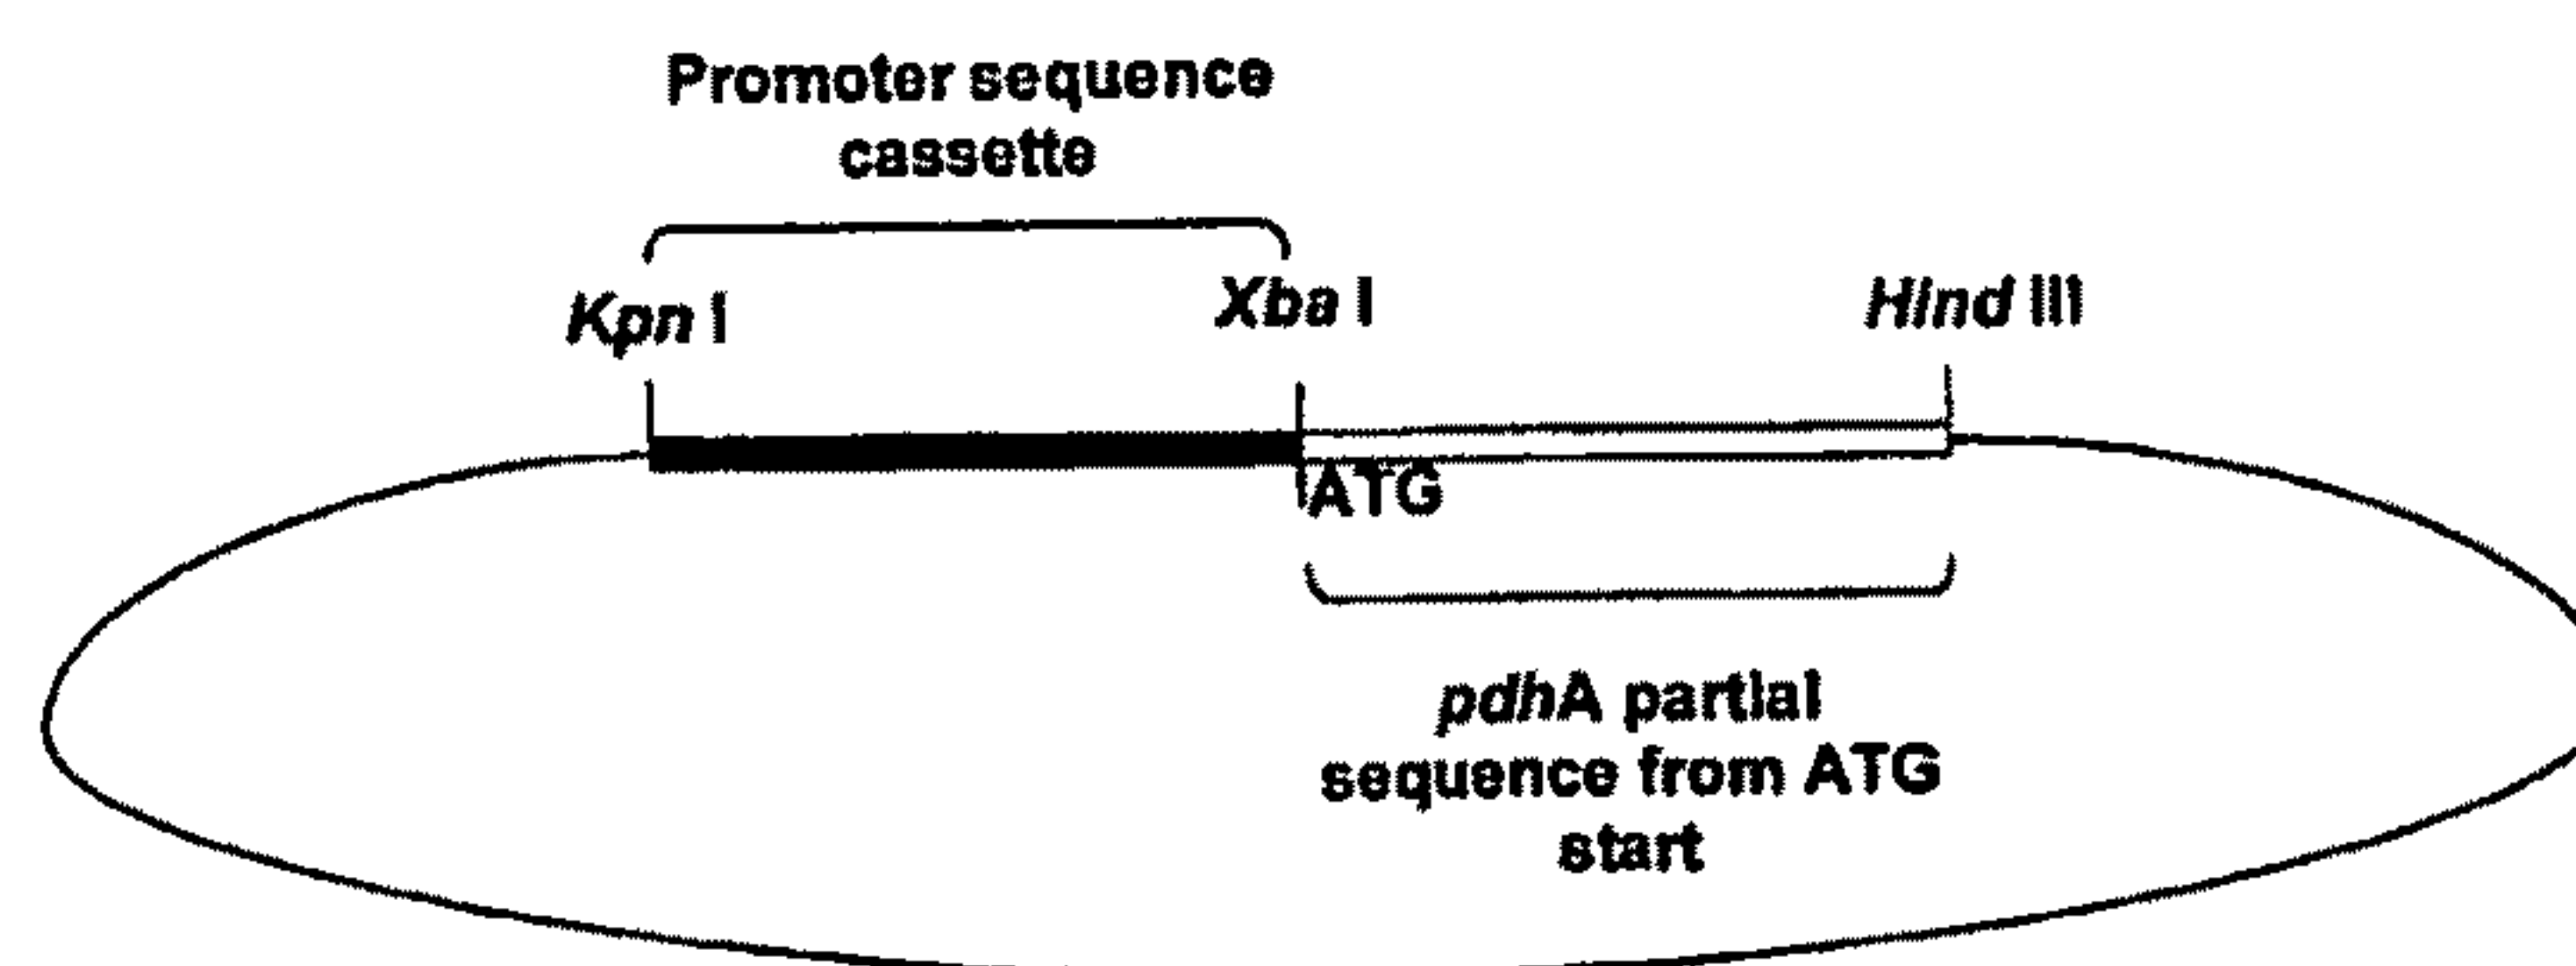 Promoter sequence
cassette
Kpn I
Xba I
Hind III
ATG
pdhA partial
sequence from ATG
start